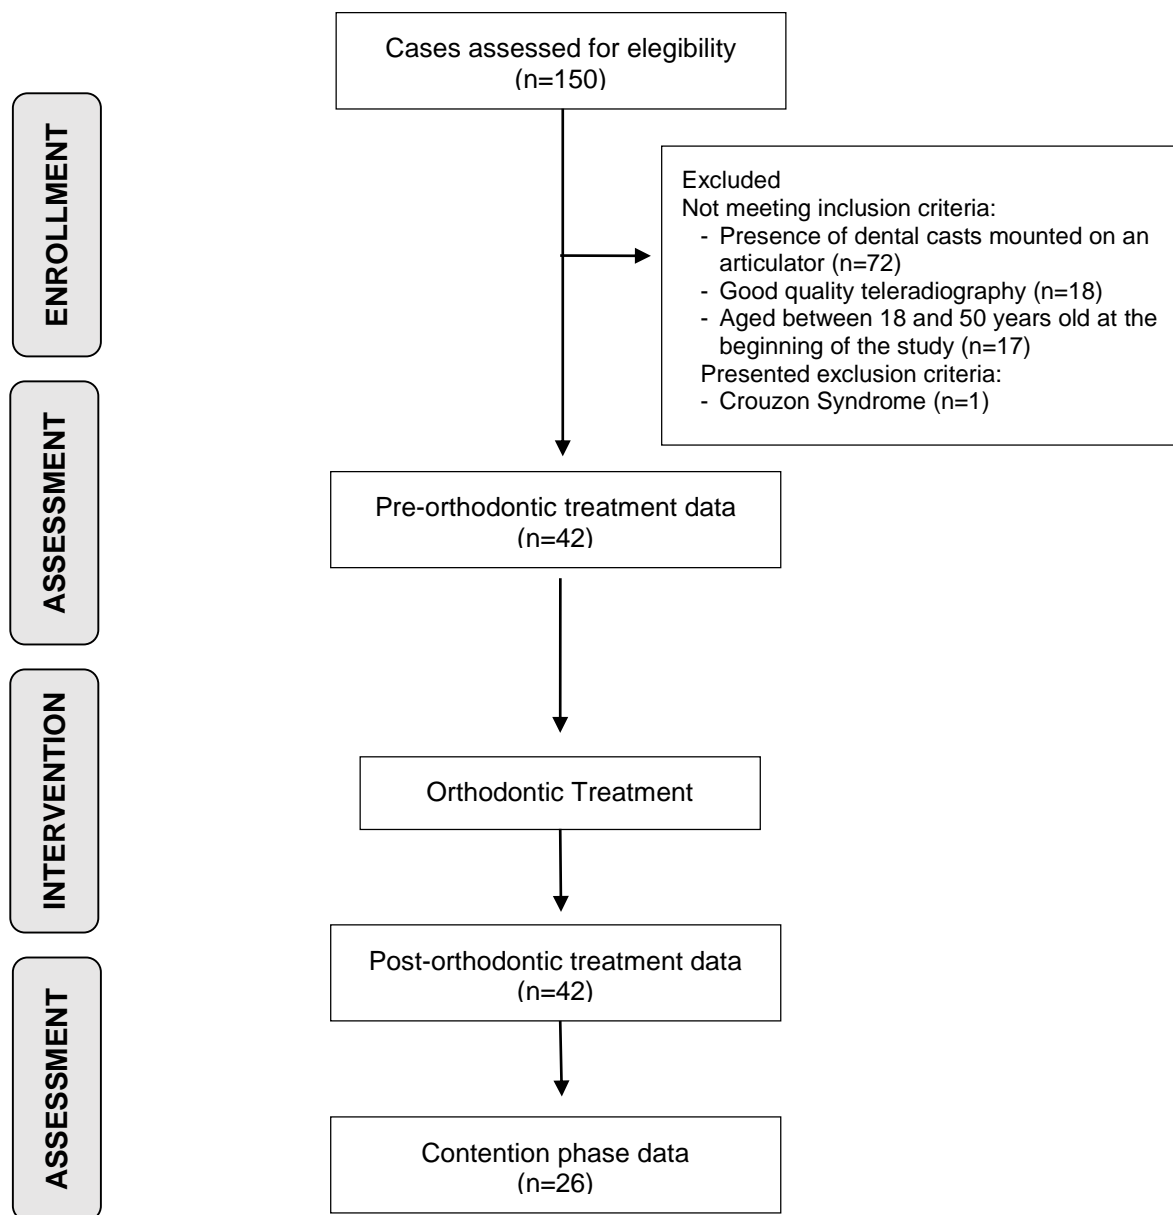 Cases assessed for elegibility
(n=150)
ENROLLMENT
Excluded
Not meeting inclusion criteria:
- Presence of dental casts mounted on an
articulator (n=72)
- Good quality teleradiography (n=18)
- Aged between 18 and 50 years old at the
beginning of the study (n=17)
Presented exclusion criteria:
- Crouzon Syndrome (n=1)
ASSESSMENT
Pre-orthodontic treatment data
(n=42)
INTERVENTION
Orthodontic Treatment
Post-orthodontic treatment data
(n=42)
ASSESSMENT
Contention phase data
(n=26)